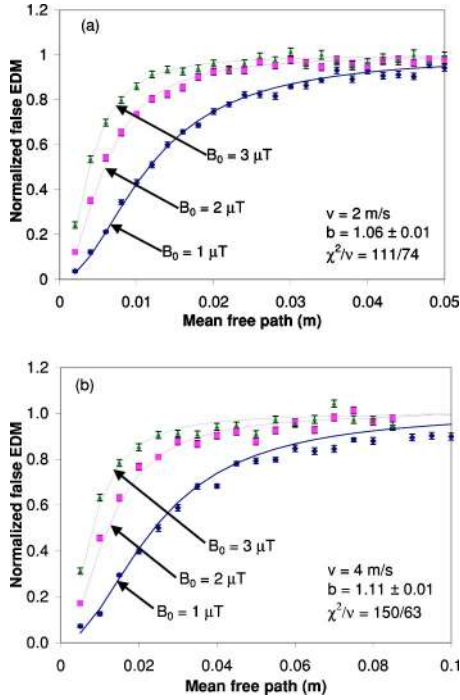 (a)
Normalized false EDM
1.2
1
0.8
0.6
0.4
0.2
0
B₀ = 3 μT
B₀ = 2 μT
B₀ = 1 μT
v = 2 m/s
b = 1.06 ± 0.01
χ²/ν = 111/74
0 0.01 0.02 0.03 0.04 0.05
Mean free path (m)
(b)
Normalized false EDM
1.2
1.0
0.8
0.6
0.4
0.2
0.0
B₀ = 3 μT
B₀ = 2 μT
B₀ = 1 μT
v = 4 m/s
b = 1.11 ± 0.01
χ²/ν = 150/63
0 0.02 0.04 0.06 0.08 0.1
Mean free path (m)